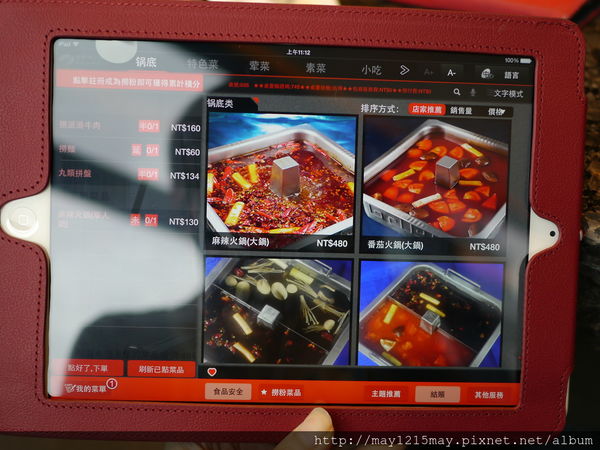 上午11:12
100%
锅底 特色菜 荤菜 素菜 小吃 A+ A- 語言
點擊註冊成為撈粉即可獲得累計積分
文字模式
锅底类 排序方式: 店家推薦 銷售量 價格
半0/1 NT$160
撈麵 0/1 NT$60
丸類拼盤 半0/1 NT$134
0/1 NT$130
麻辣火鍋(大鍋) NT$480
番茄火鍋(大鍋) NT$480
點好了,下單 刷新已點菜品
我的菜單 1 食品安全 ★ 撈粉菜品 主題推薦 結賬 其他服務
http://may1215may.pixnet.net/album